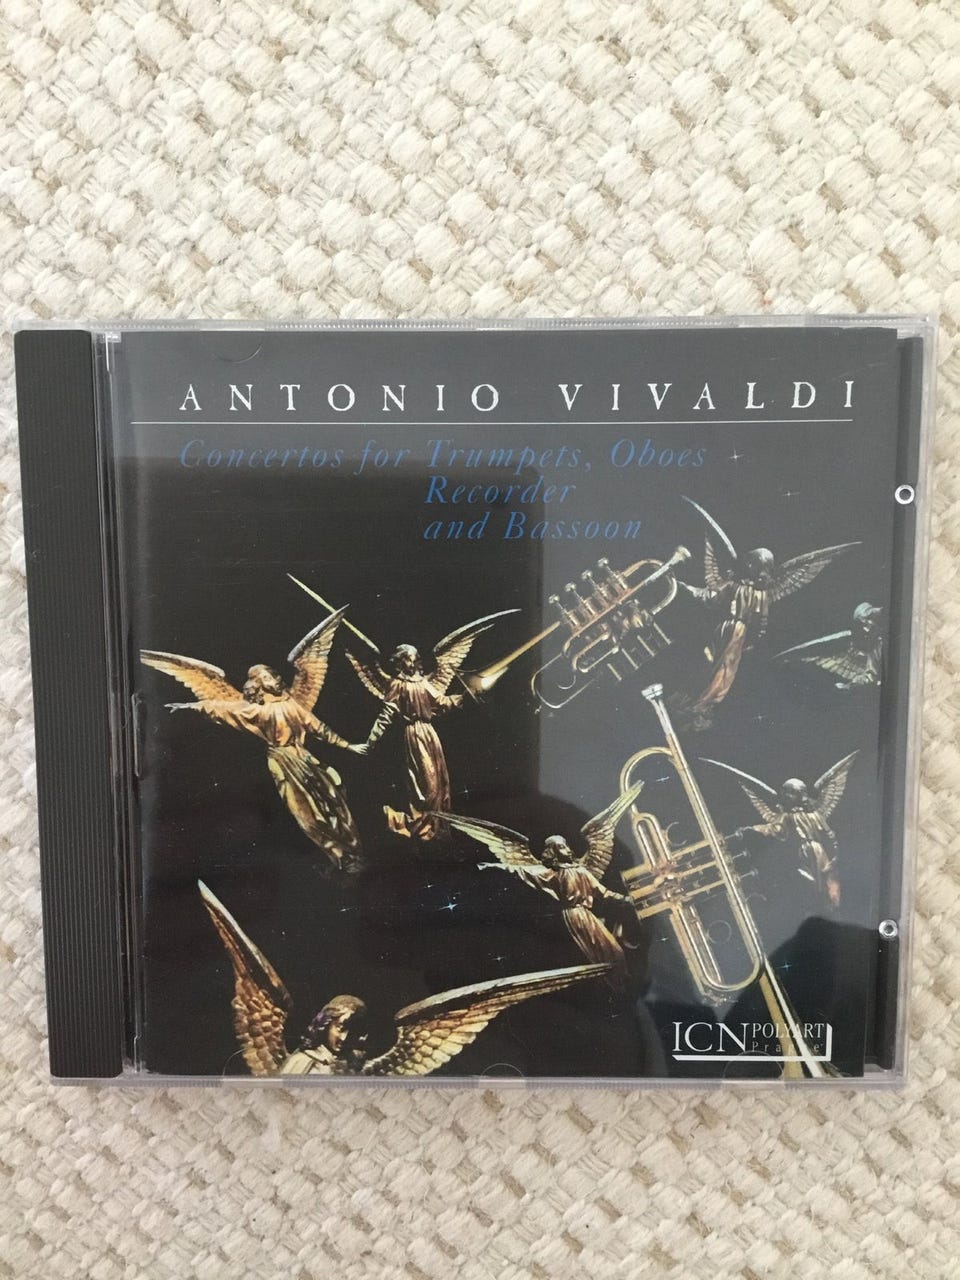 ANTONIO VIVALDI
Concertos for Trumpets, Oboes
Recorder
and Bassoon
ICN POLYART
Prague